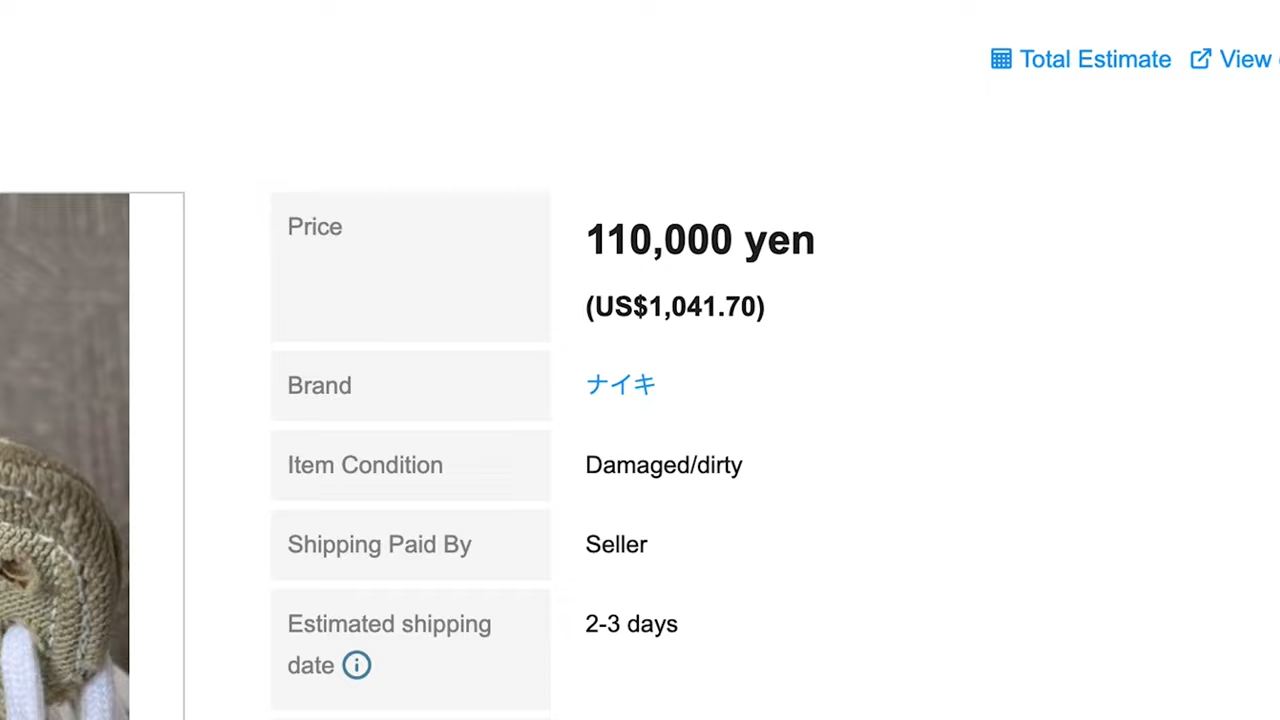 Total Estimate View
Price
110,000 yen
(US$1,041.70)
Brand
ナイキ
Item Condition
Damaged/dirty
Shipping Paid By
Seller
Estimated shipping
date
2-3 days